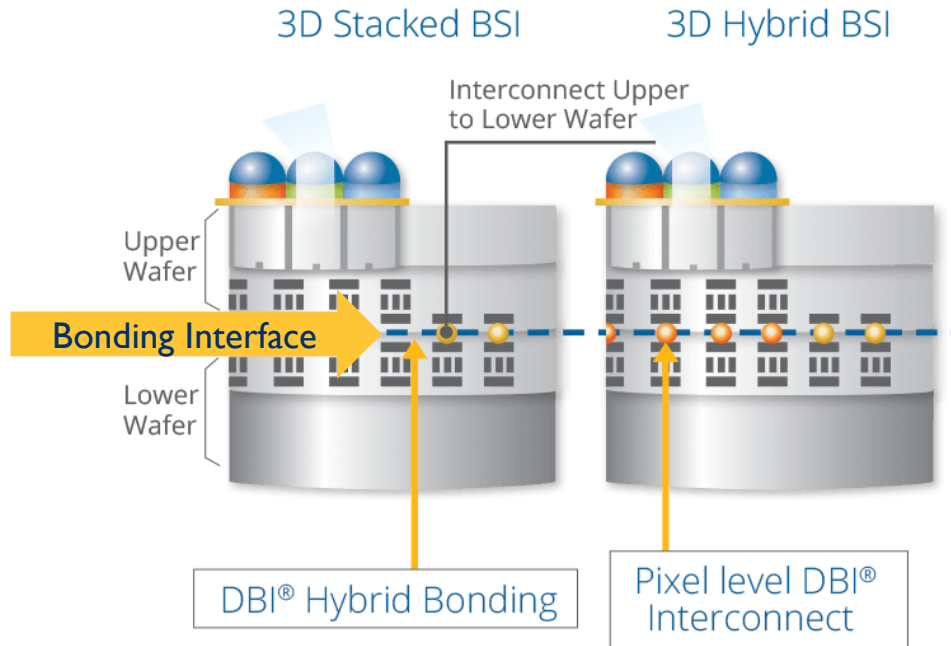 3D Stacked BSI
3D Hybrid BSI
Interconnect Upper
to Lower Wafer
Upper
Wafer
Bonding Interface
Lower
Wafer
DBI® Hybrid Bonding
Pixel level DBI®
Interconnect